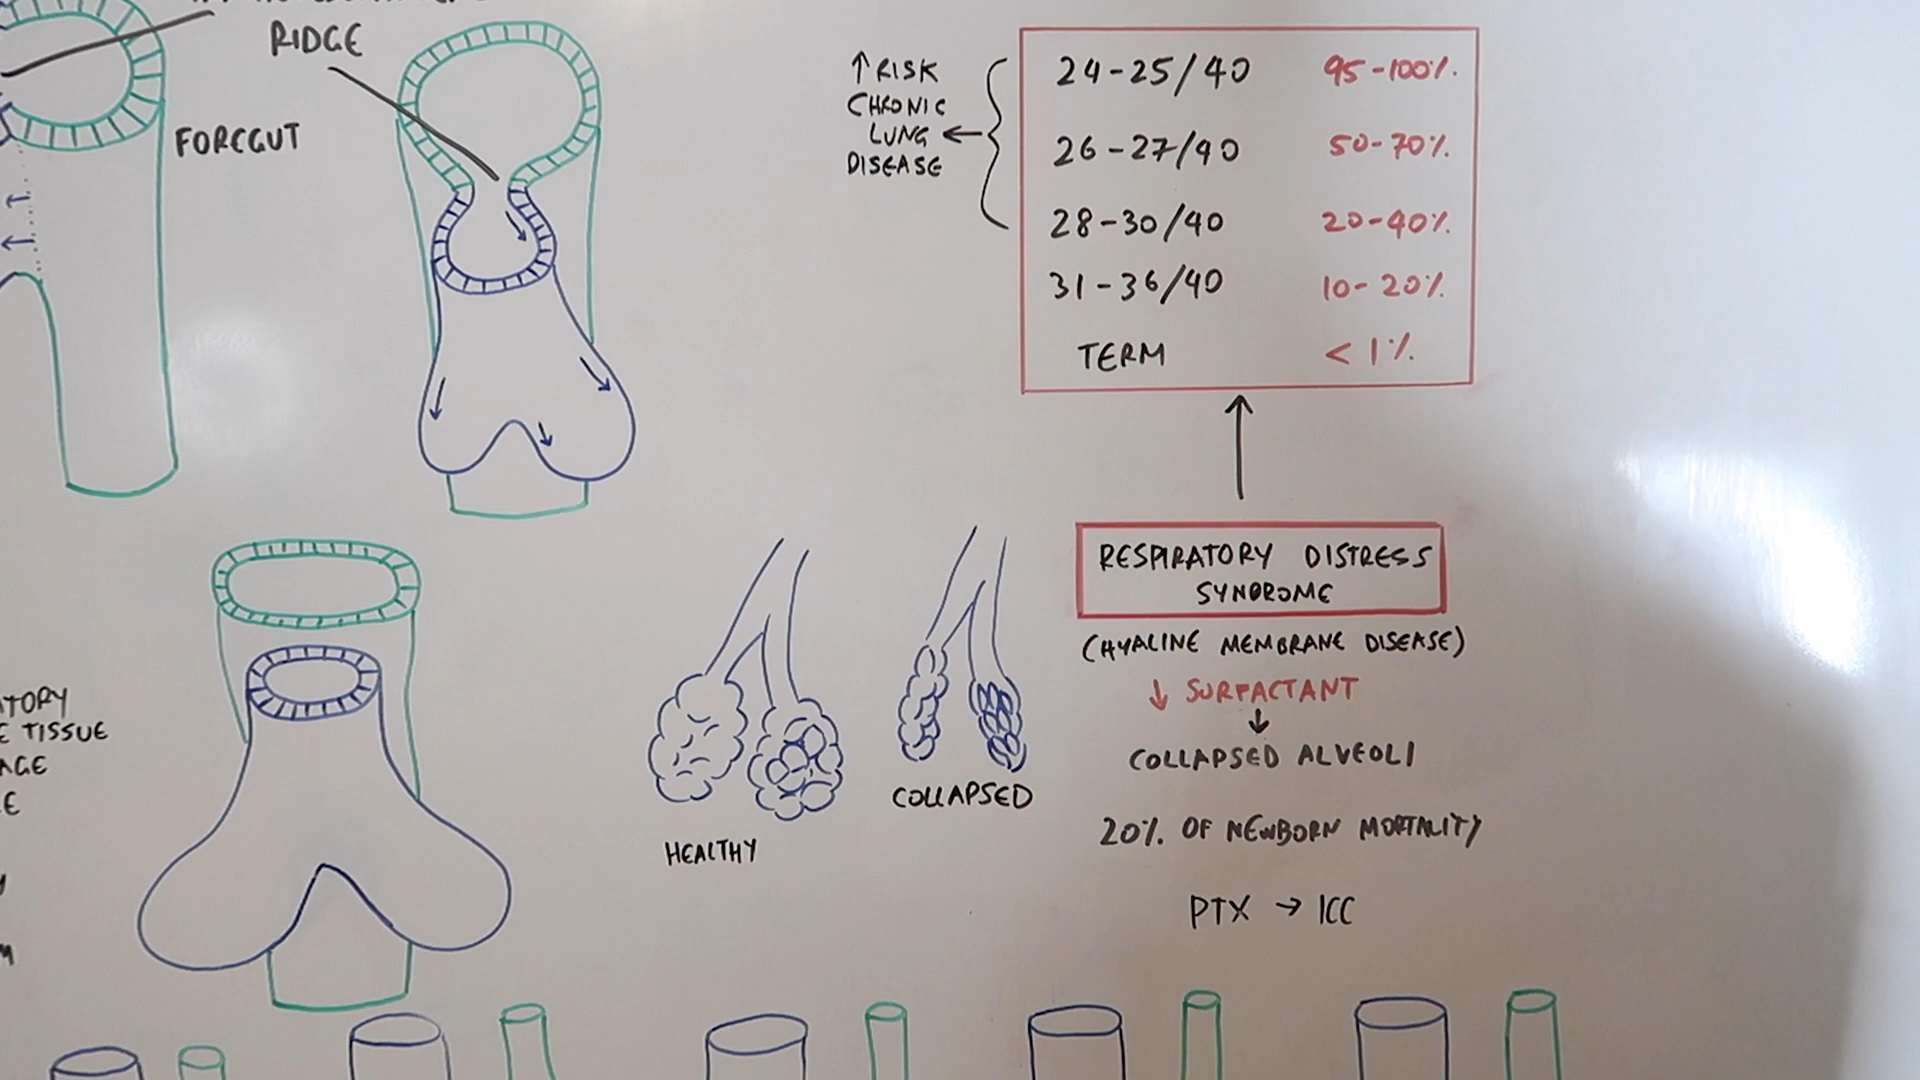 RIDGE
FOREGUT
↑ RISK
CHRONIC
LUNG ←
DISEASE
24-25/40 95-100%
26-27/40 50-70%
28-30/40 20-40%
31-36/40 10-20%
TERM < 1%
RESPIRATORY DISTRESS
SYNDROME
(HYALINE MEMBRANE DISEASE)
↓ SURFACTANT
↓
COLLAPSED ALVEOLI
20% OF NEWBORN MORTALITY
PTX → ICC
HEALTHY
COLLAPSED
ATORY
E TISSUE
AGE
E
Y
M